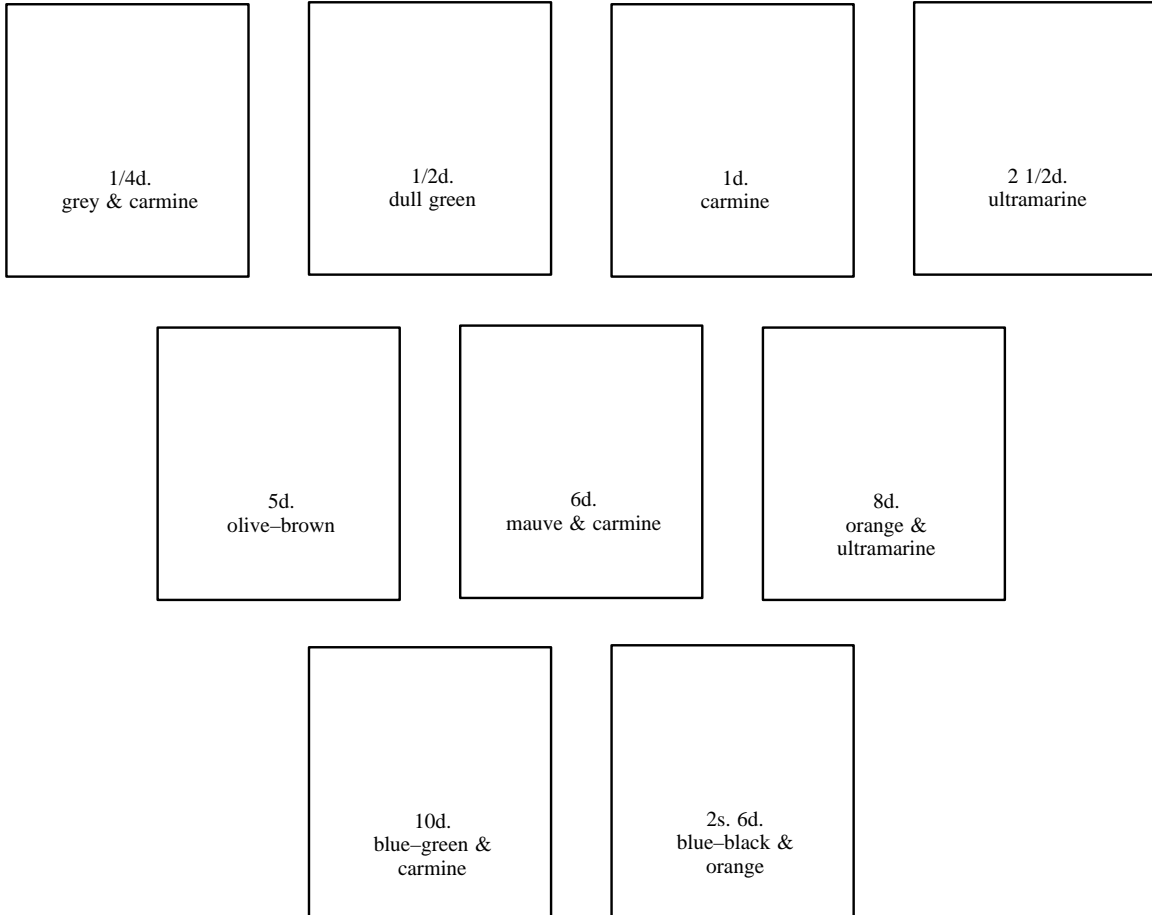 1/4d.
grey & carmine
1/2d.
dull green
1d.
carmine
2 1/2d.
ultramarine
5d.
olive–brown
6d.
mauve & carmine
8d.
orange &
ultramarine
10d.
blue–green &
carmine
2s. 6d.
blue–black &
orange